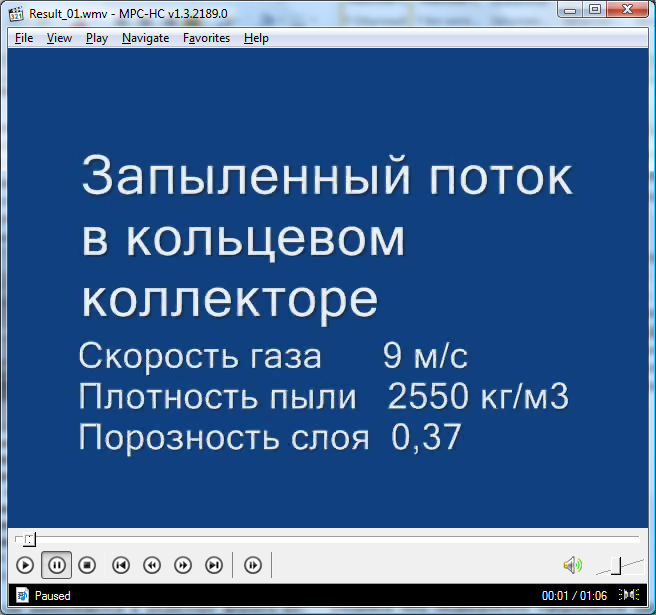 Result_01.wmv - MPC-HC v1.3.2189.0
File View Play Navigate Favorites Help
Запыленный поток
в кольцевом
коллекторе
Скорость газа 9 м/с
Плотность пыли 2550 кг/м3
Порозность слоя 0,37
Paused 00:01 / 01:06